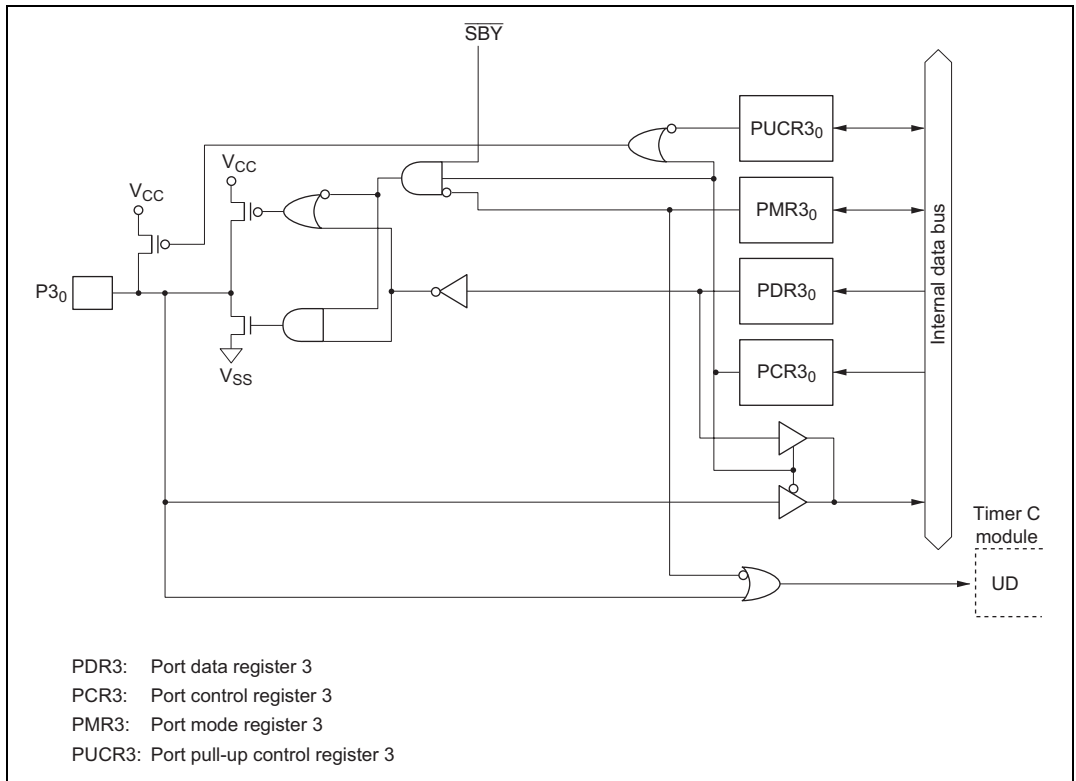 SBY
PUCR3₀
V_CC
V_CC
PMR3₀
P3₀
PDR3₀
Internal data bus
V_SS
PCR3₀
Timer C
module
UD
PDR3: Port data register 3
PCR3: Port control register 3
PMR3: Port mode register 3
PUCR3: Port pull-up control register 3